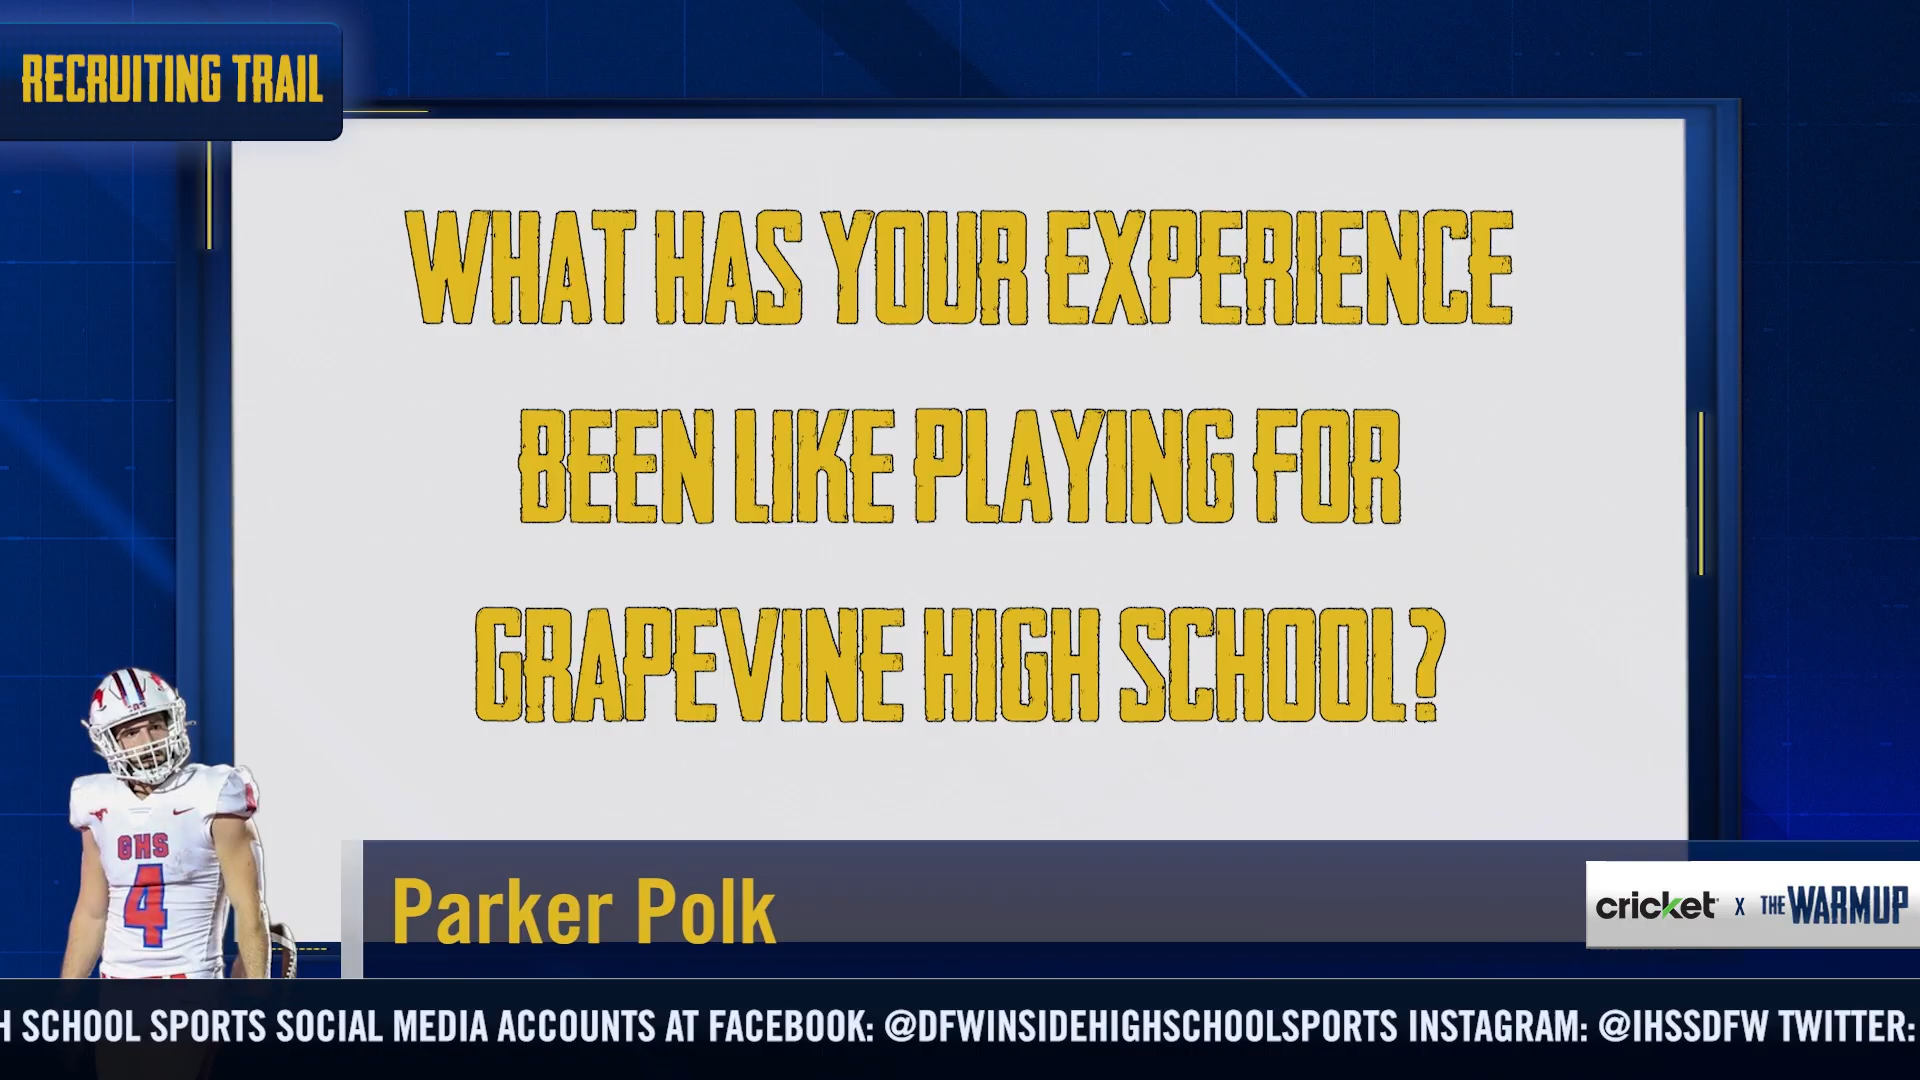 RECRUITING TRAIL
WHAT HAS YOUR EXPERIENCE
BEEN LIKE PLAYING FOR
GRAPEVINE HIGH SCHOOL?
GHS
4
Parker Polk
cricket X THE WARMUP
H SCHOOL SPORTS SOCIAL MEDIA ACCOUNTS AT FACEBOOK: @DFWINSIDEHIGHSCHOOLSPORTS INSTAGRAM: @IHSSDFW TWITTER: